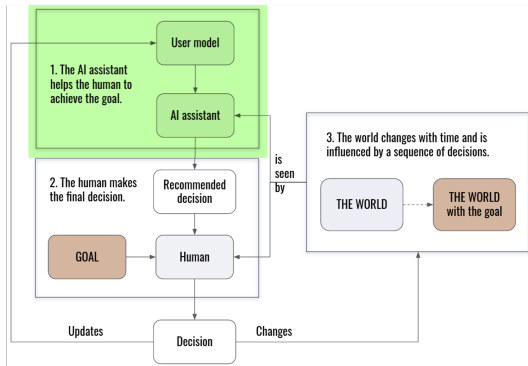 User model
1. The AI assistant
helps the human to
achieve the goal.
AI assistant
is
seen
by
3. The world changes with time and is
influenced by a sequence of decisions.
2. The human makes
the final decision.
Recommended
decision
THE WORLD
THE WORLD
with the goal
GOAL
Human
Updates
Decision
Changes